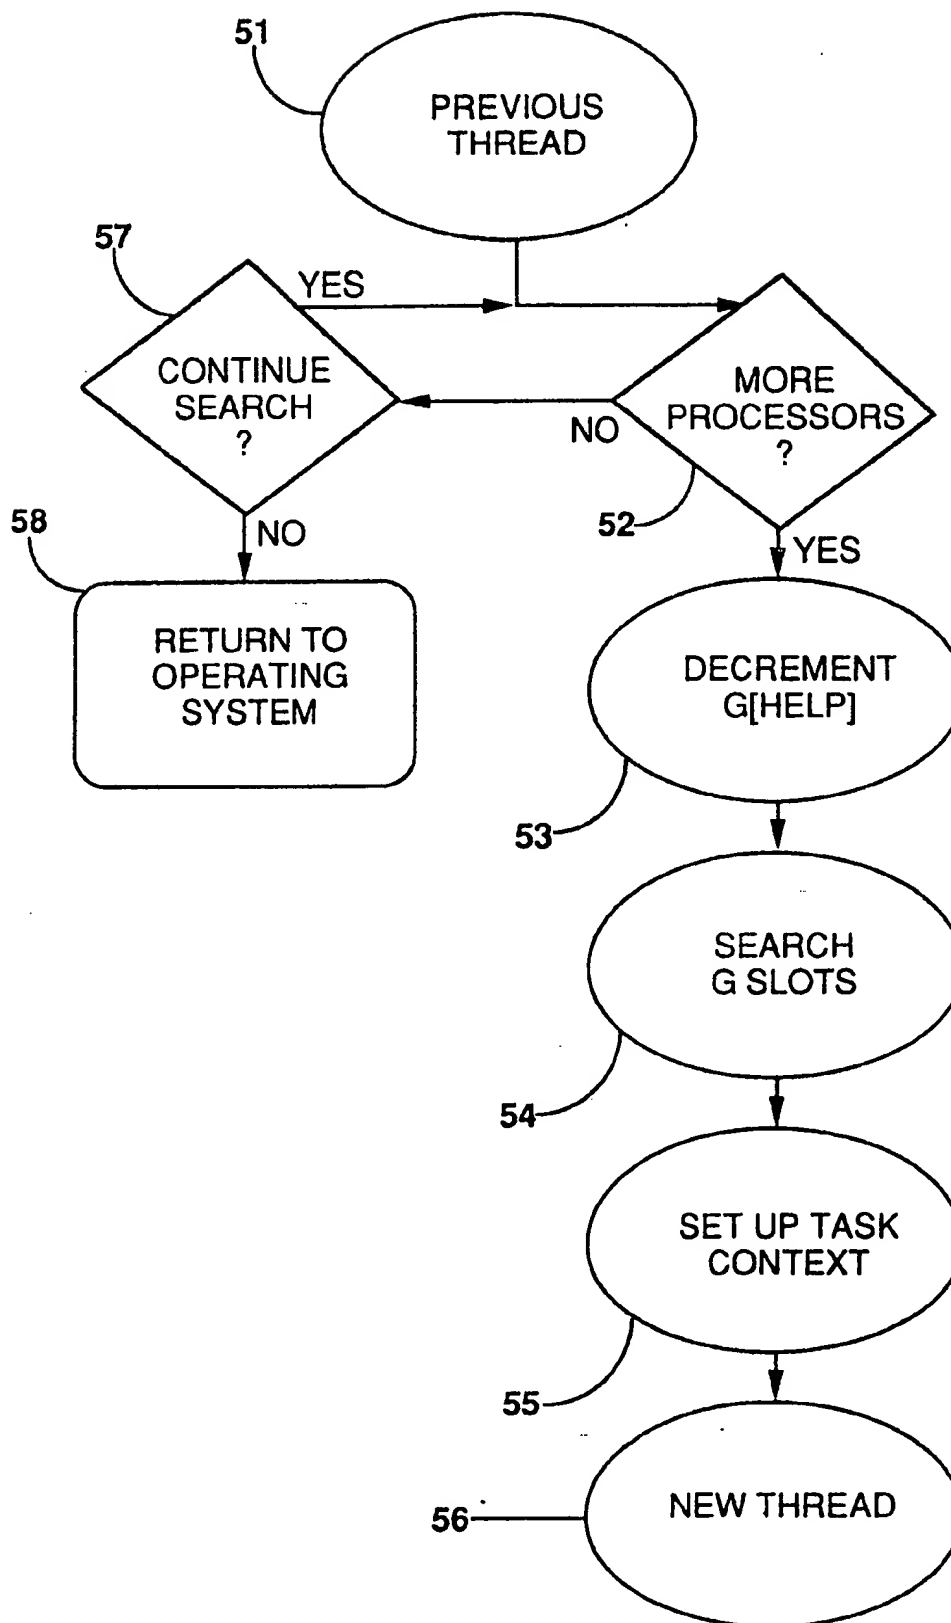 51
PREVIOUS
THREAD
57
YES
CONTINUE
SEARCH
?
MORE
PROCESSORS
?
NO
52
58
NO
YES
RETURN TO
OPERATING
SYSTEM
DECREMENT
G[HELP]
53
SEARCH
G SLOTS
54
SET UP TASK
CONTEXT
55
NEW THREAD
56